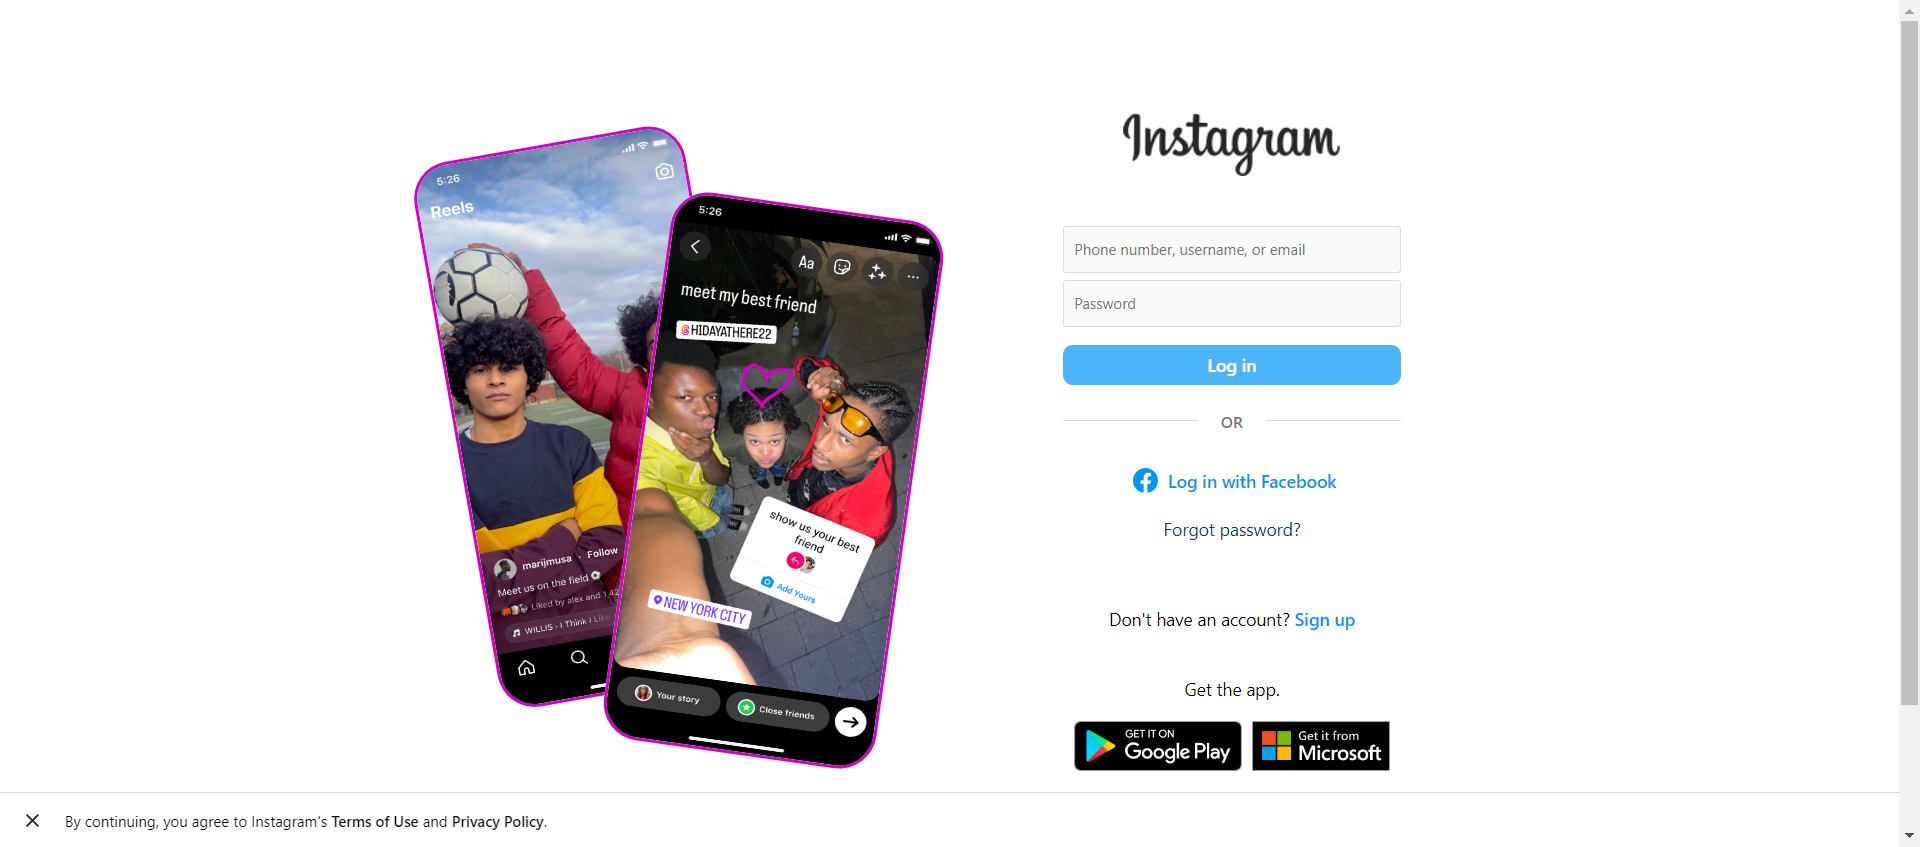 5:26
Reels
marijmusa · Follow
Meet us on the field
Liked by alex and 1,42
WILLIS · I Think I Like
5:26
Aa
meet my best friend
@HIDAYATHERE22
show us your best
friend
Add Yours
NEW YORK CITY
Your story
Close friends
Instagram
Phone number, username, or email
Password
Log in
OR
Log in with Facebook
Forgot password?
Don't have an account? Sign up
Get the app.
GET IT ON
Google Play
Get it from
Microsoft
By continuing, you agree to Instagram's Terms of Use and Privacy Policy.